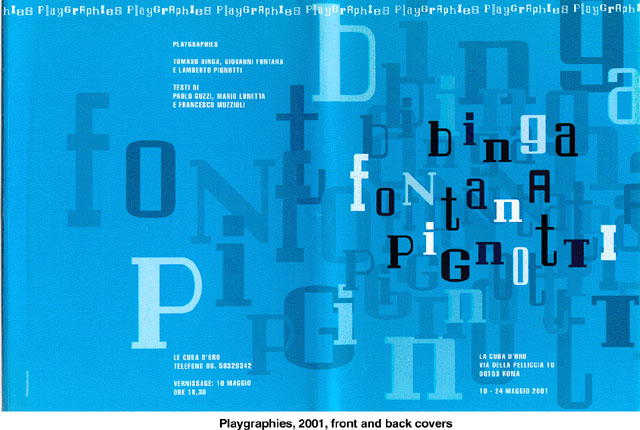 hies PlayGRAPHies PlayGRAPHies PlayGRAPHies PlayGRAPHies PlayGRAPHies PlayGRAPHies
PLAYGRAPHIES
TOMASO BINGA, GIOVANNI FONTANA
E LAMBERTO PIGNOTTI
TESTI DI
PAOLO GUZZI, MARIO LUNETTA
E FRANCESCO MUZZIOLI
binga
foNtanA
PiGnoTTI
LE CUBA D'ORO
TELEFONO 06. 58329342
VERNISSAGE: 10 MAGGIO
ORE 18,30
LA CUBA D'ORO
VIA DELLA PELLICCIA 10
00153 ROMA
10 - 24 MAGGIO 2001
Playgraphies, 2001, front and back covers